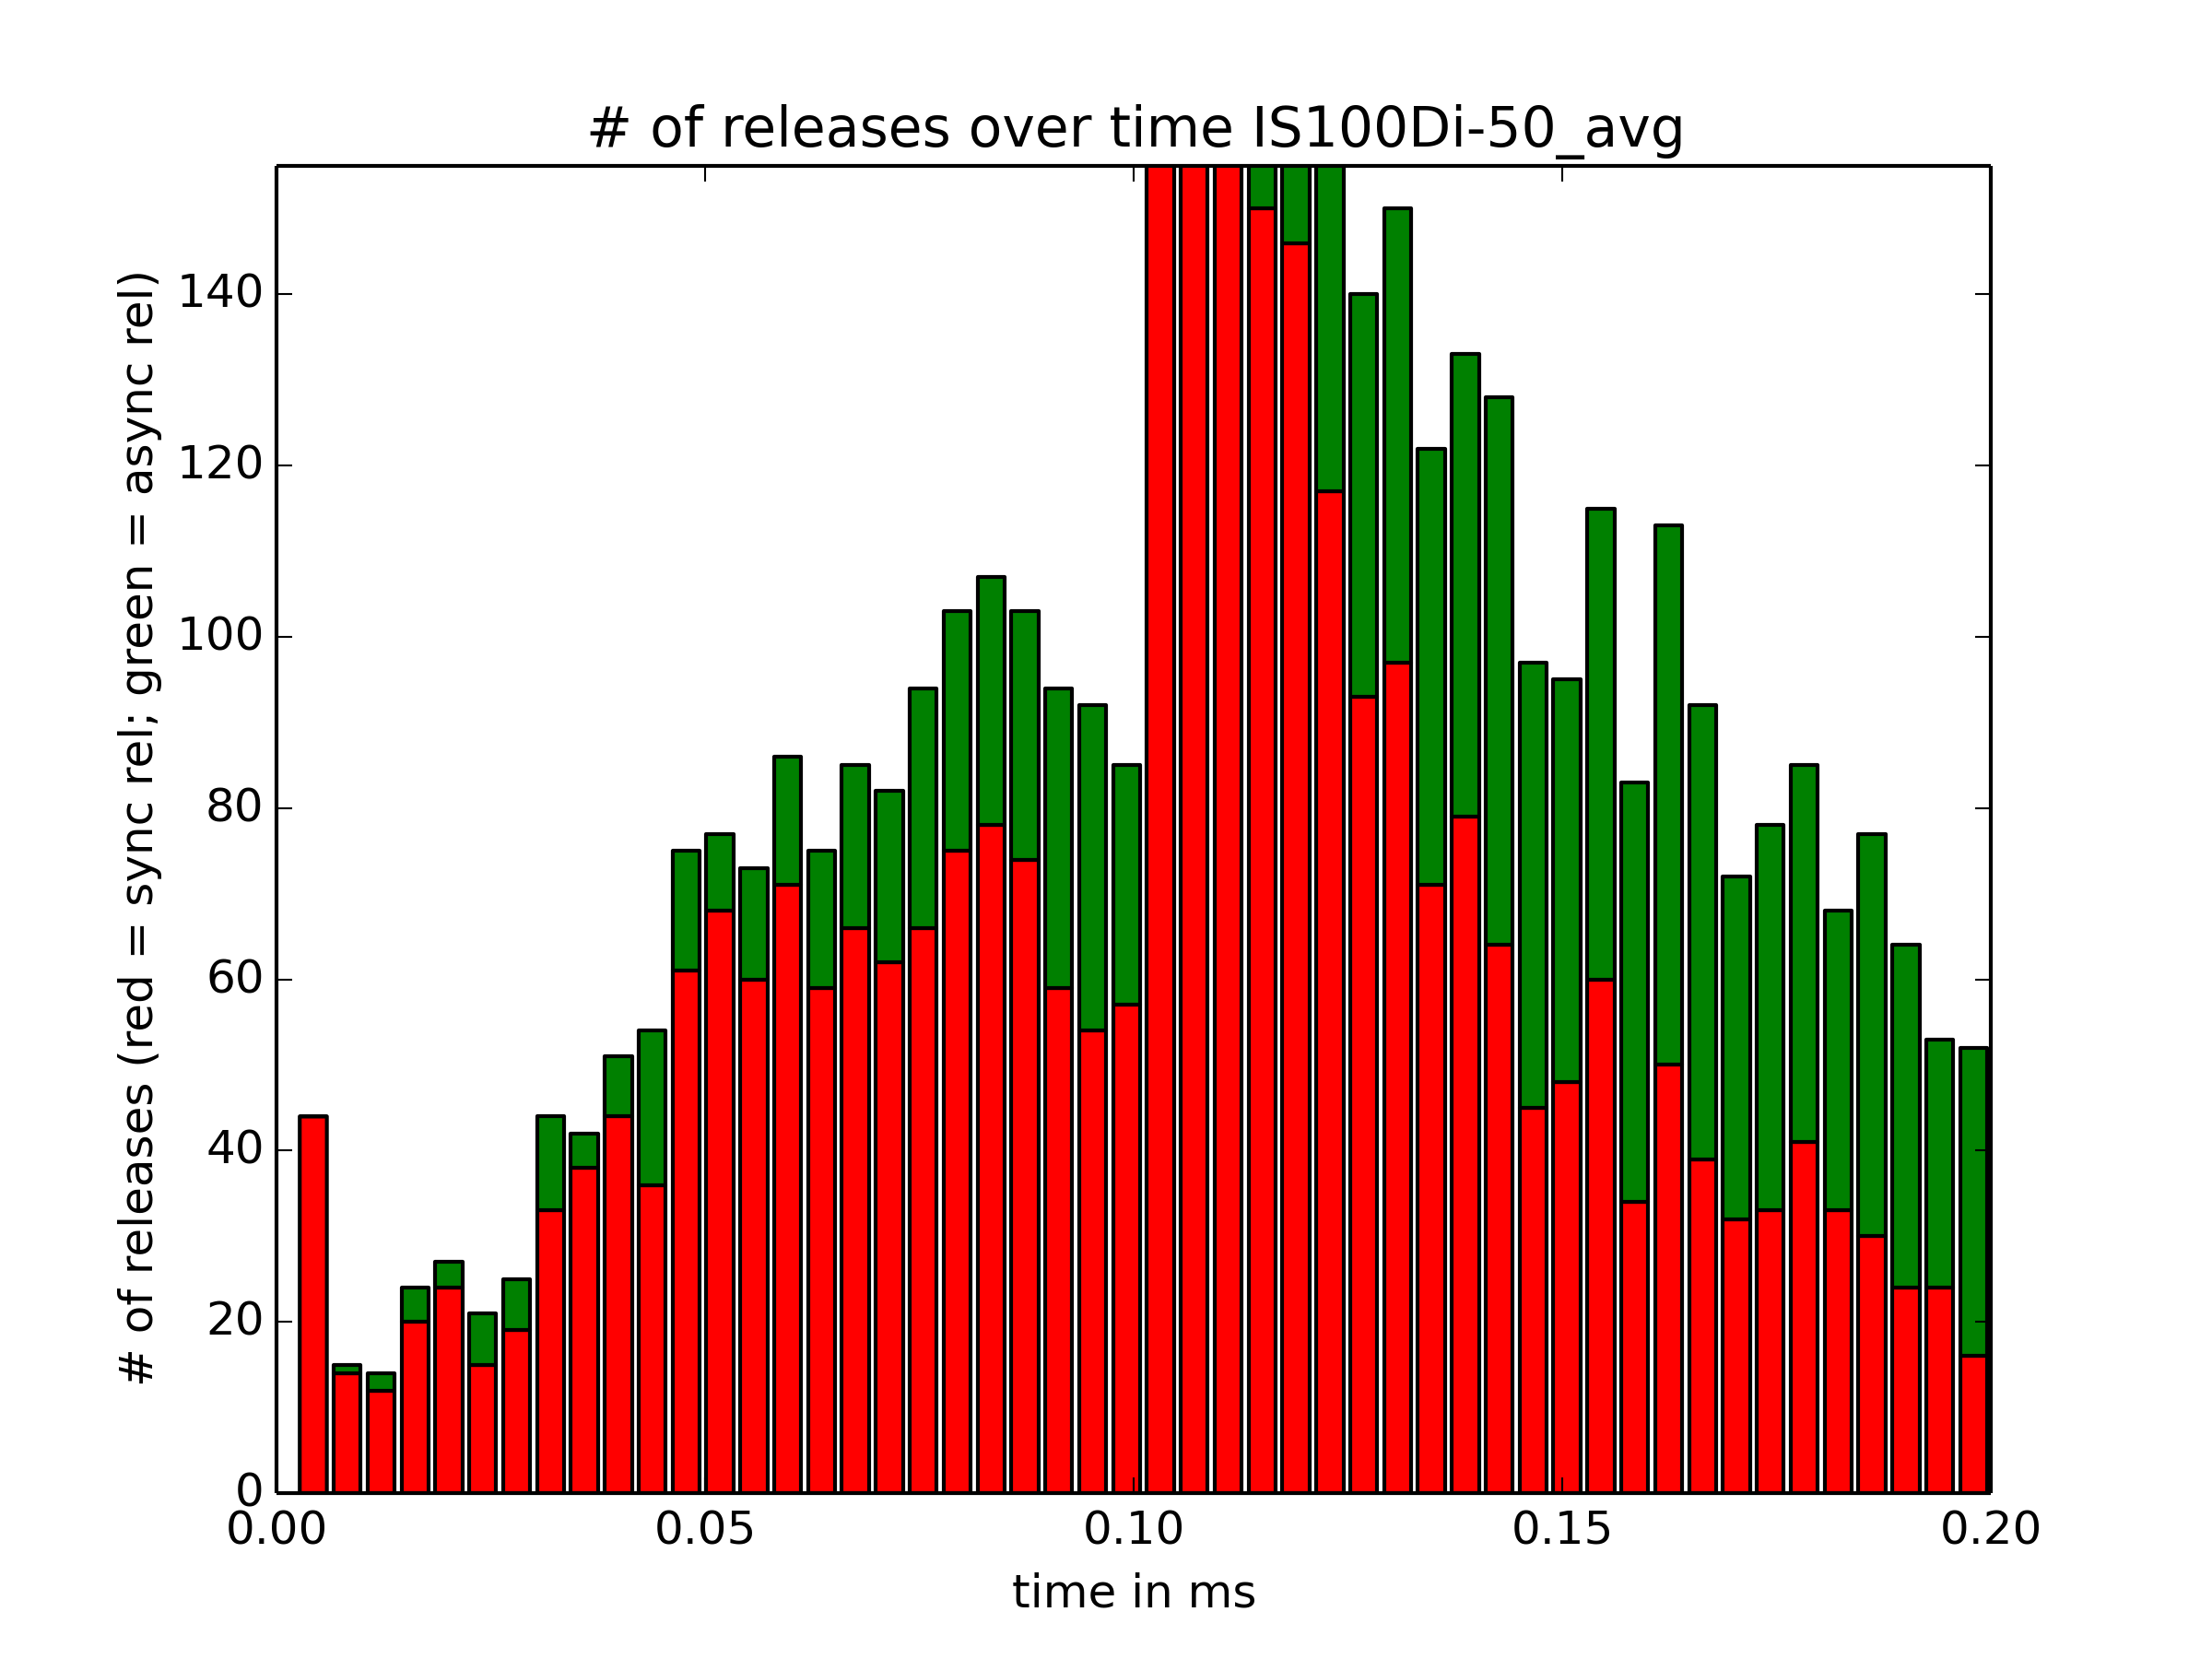 # of releases over time IS100Di-50_avg
# of releases (red = sync rel; green = async rel)
140
120
100
80
60
40
20
0
0.00 0.05 0.10 0.15 0.20
time in ms